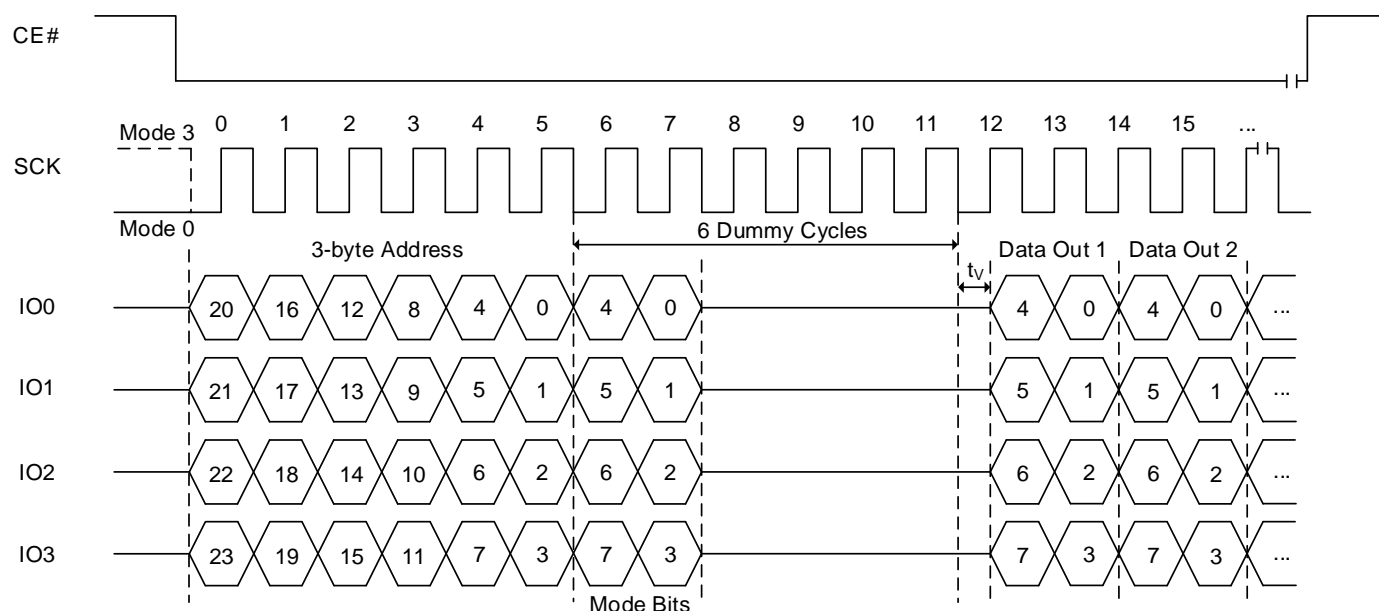 CE#
0 1 2 3 4 5 6 7 8 9 10 11 12 13 14 15 ...
Mode 3
SCK
Mode 0
3-byte Address
6 Dummy Cycles
Data Out 1 Data Out 2
tV
IO0 20 16 12 8 4 0 4 0 4 0 4 0 ...
IO1 21 17 13 9 5 1 5 1 5 1 5 1 ...
IO2 22 18 14 10 6 2 6 2 6 2 6 2 ...
IO3 23 19 15 11 7 3 7 3 7 3 7 3 ...
Mode Bits